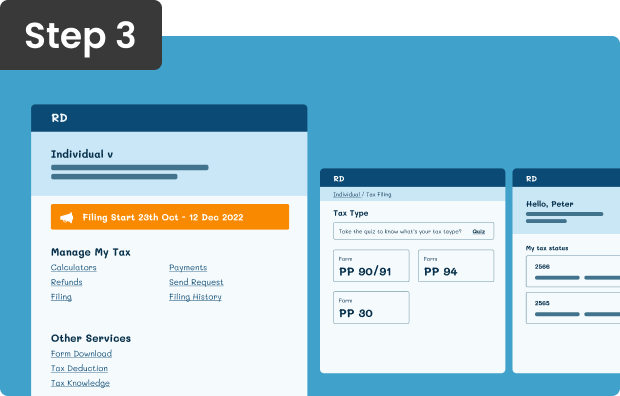 Step 3
RD
Individual v
Filing Start 28th Oct - 12 Dec 2022
Manage My Tax
Calculators
Refunds
Filing
Payments
Send Request
Filing History
Other Services
Form Download
Tax Deduction
Tax Knowledge
RD
Individual / Tax Filing
Tax Type
Take the quiz to know what's your tax taype? Quiz
Form
PP 90/91
Form
PP 94
Form
PP 30
RD
Hello, Peter
My tax status
2566
2565